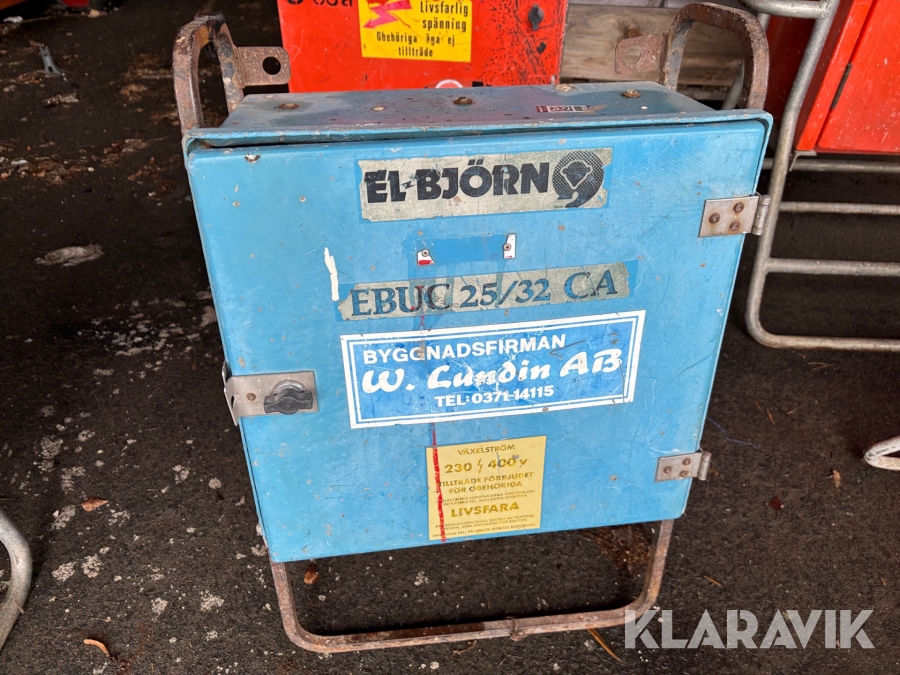 Livsfarlig
spänning
Obehöriga äga ej
tillträde
EL-BJÖRN
EBUC 25/32 CA
BYGGNADSFIRMAN
W. Lundin AB
TEL: 0371-14115
VÄXELSTRÖM
230 / 400 V
TILLTRÄDE FÖRBJUDET
FÖR OBEHÖRIGA
LIVSFARA
KLARAVIK